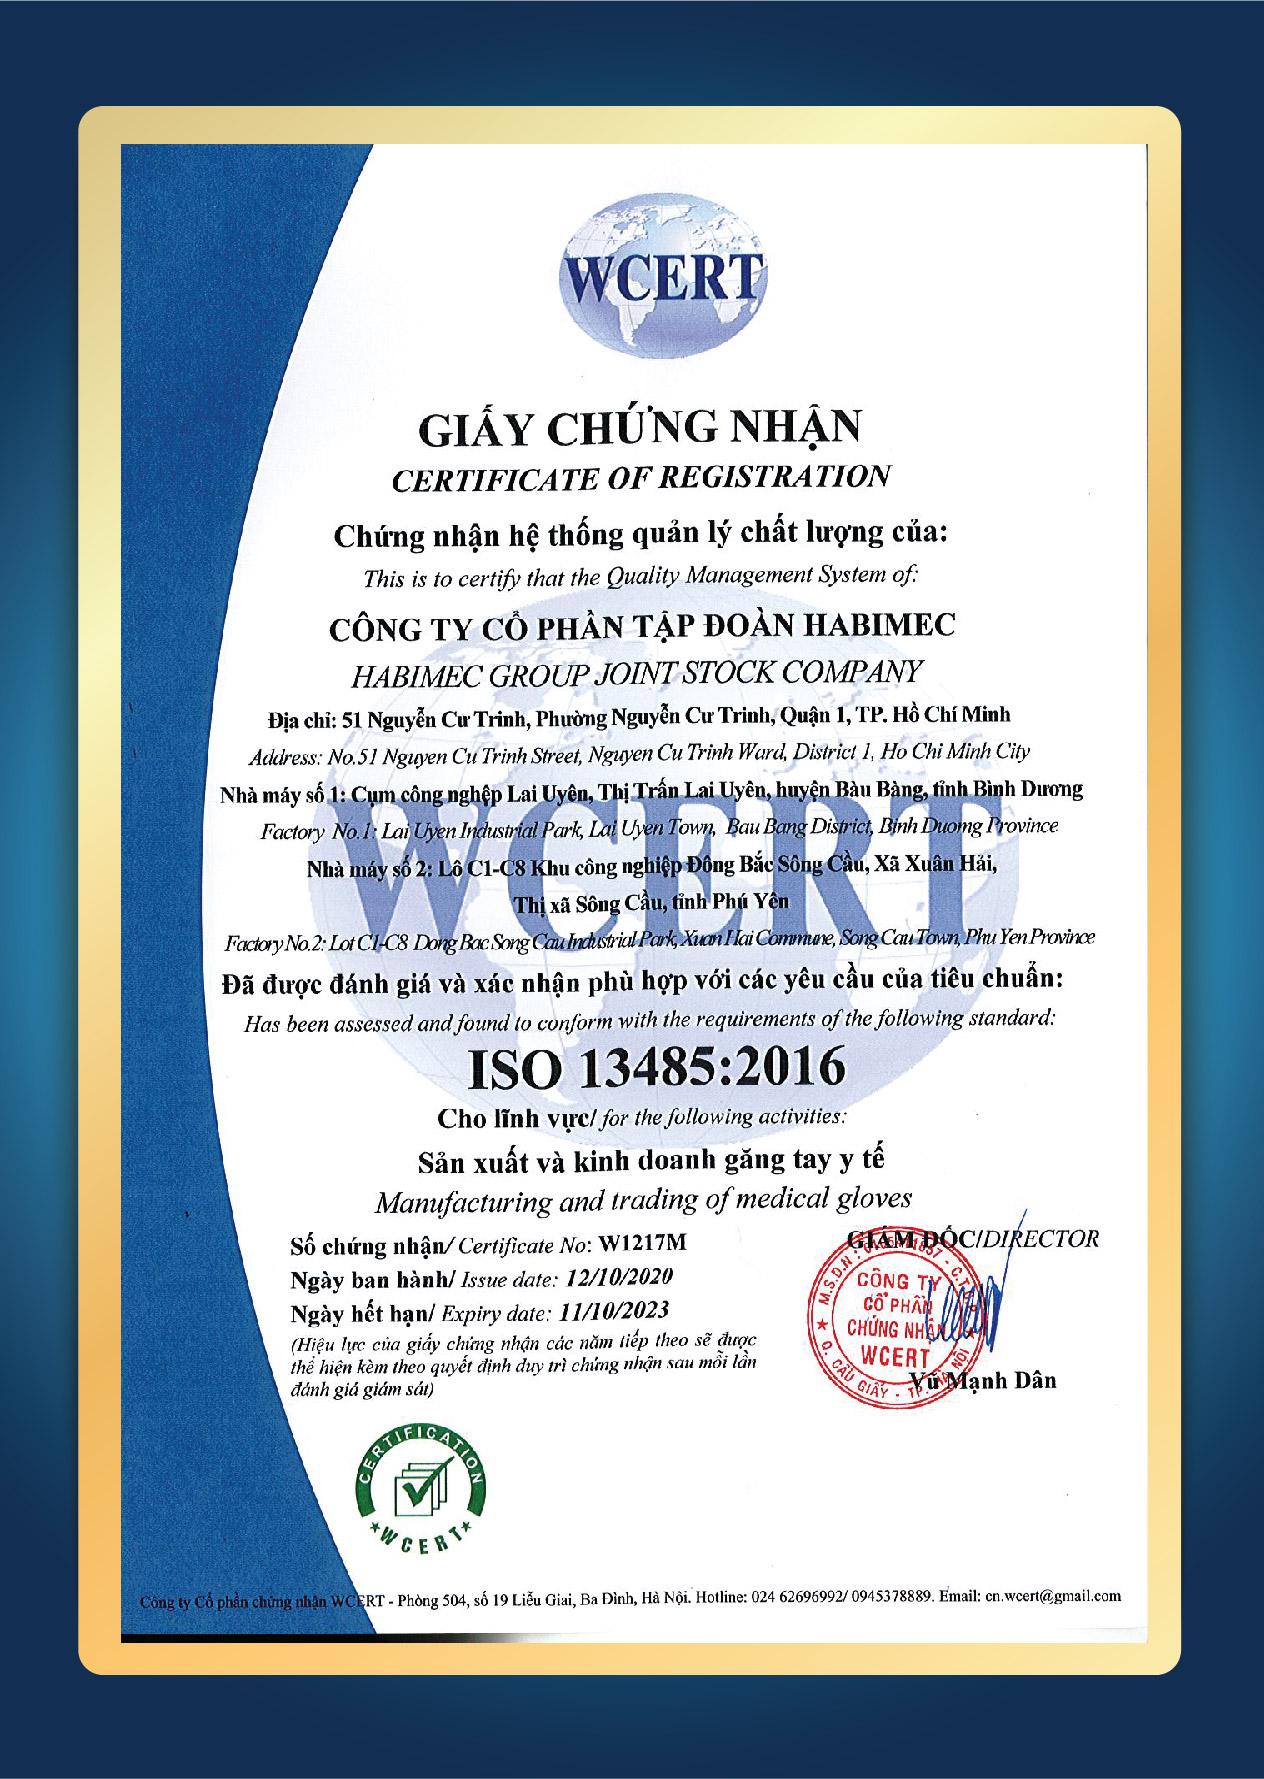 WCERT
GIẤY CHỨNG NHẬN
CERTIFICATE OF REGISTRATION
Chứng nhận hệ thống quản lý chất lượng của:
This is to certify that the Quality Management System of:
CÔNG TY CỔ PHẦN TẬP ĐOÀN HABIMEC
HABIMEC GROUP JOINT STOCK COMPANY
Địa chỉ: 51 Nguyễn Cư Trinh, Phường Nguyễn Cư Trinh, Quận 1, TP. Hồ Chí Minh
Address: No.51 Nguyen Cu Trinh Street, Nguyen Cu Trinh Ward, District 1, Ho Chi Minh City
Nhà máy số 1: Cụm công nghệp Lai Uyên, Thị Trấn Lai Uyên, huyện Bàu Bàng, tỉnh Bình Dương
Factory No.1: Lai Uyen Industrial Park, Lai Uyen Town, Bau Bang District, Binh Duomg Province
Nhà máy số 2: Lô C1-C8 Khu công nghiệp Đông Bắc Sông Cầu, Xã Xuân Hải,
Thị xã Sông Cầu, tỉnh Phú Yên
Factory No.2: Lot C1-C8 Dong Bac Song Cau Industrial Park, Xuan Hai Commune, Song Cau Town, Phu Yen Province
WCERT
Đã được đánh giá và xác nhận phù hợp với các yêu cầu của tiêu chuẩn:
Has been assessed and found to conform with the requirements of the following standard:
ISO 13485:2016
Cho lĩnh vực/ for the following activities:
Sản xuất và kinh doanh găng tay y tế
Manufacturing and trading of medical gloves
Số chứng nhận/ Certificate No: W1217M
Ngày ban hành/ Issue date: 12/10/2020
Ngày hết hạn/ Expiry date: 11/10/2023
(Hiệu lực của giấy chứng nhận các năm tiếp theo sẽ được
thể hiện kèm theo quyết định duy trì chứng nhận sau mỗi lần
đánh giá giám sát)
GIÁM ĐỐC/DIRECTOR
M.S.D.N:
CÔNG TY
CỔ PHẦN
CHỨNG NHẬN
WCERT
Q. CẦU GIẤY - TP. HÀ NỘI
Vũ Mạnh Dân
CERTIFICATION
WCERT
Công ty Cổ phần chứng nhận WCERT - Phòng 504, số 19 Liễu Giai, Ba Đình, Hà Nội. Hotline: 024 62696992/ 0945378889. Email: cn.wcert@gmail.com